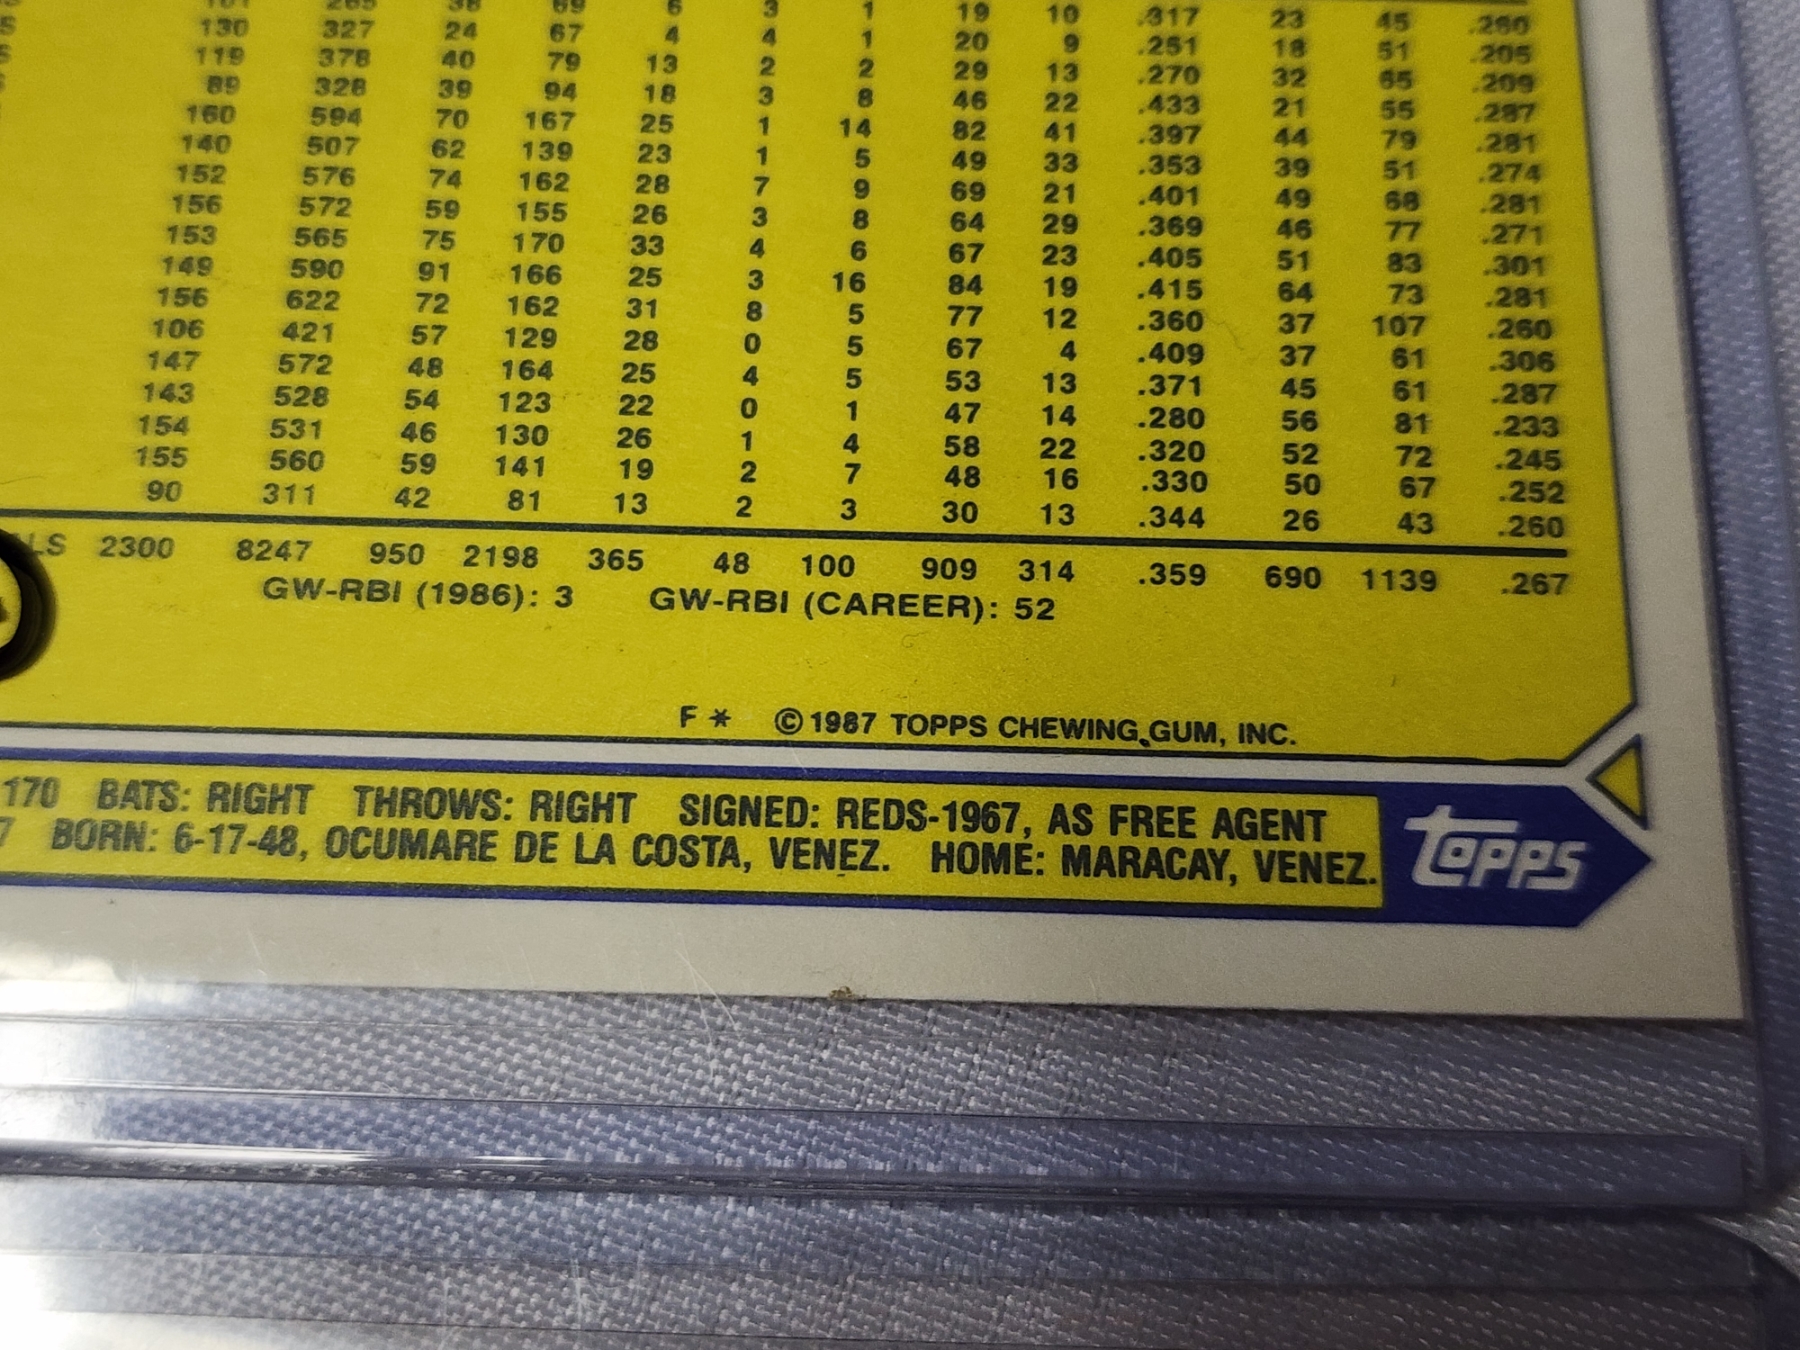 19 10 .317 23 45 .260
130 327 24 67 4 4 1 20 9 .251 18 51 .205
119 378 40 79 13 2 2 29 13 .270 32 65 .209
89 328 39 94 18 3 8 46 22 .433 21 55 .287
160 594 70 167 25 1 14 82 41 .397 44 79 .281
140 507 62 139 23 1 5 49 33 .353 39 51 .274
152 576 74 162 28 7 9 69 21 .401 49 68 .281
156 572 59 155 26 3 8 64 29 .369 46 77 .271
153 565 75 170 33 4 6 67 23 .405 51 83 .301
149 590 91 166 25 3 16 84 19 .415 64 73 .281
156 622 72 162 31 8 5 77 12 .360 37 107 .260
106 421 57 129 28 0 5 67 4 .409 37 61 .306
147 572 48 164 25 4 5 53 13 .371 45 61 .287
143 528 54 123 22 0 1 47 14 .280 56 81 .233
154 531 46 130 26 1 4 58 22 .320 52 72 .245
155 560 59 141 19 2 7 48 16 .330 50 67 .252
90 311 42 81 13 2 3 30 13 .344 26 43 .260
LS 2300 8247 950 2198 365 48 100 909 314 .359 690 1139 .267
GW-RBI (1986): 3 GW-RBI (CAREER): 52
F * © 1987 TOPPS CHEWING GUM, INC.
170 BATS: RIGHT THROWS: RIGHT SIGNED: REDS-1967, AS FREE AGENT
7 BORN: 6-17-48, OCUMARE DE LA COSTA, VENEZ. HOME: MARACAY, VENEZ.
topps